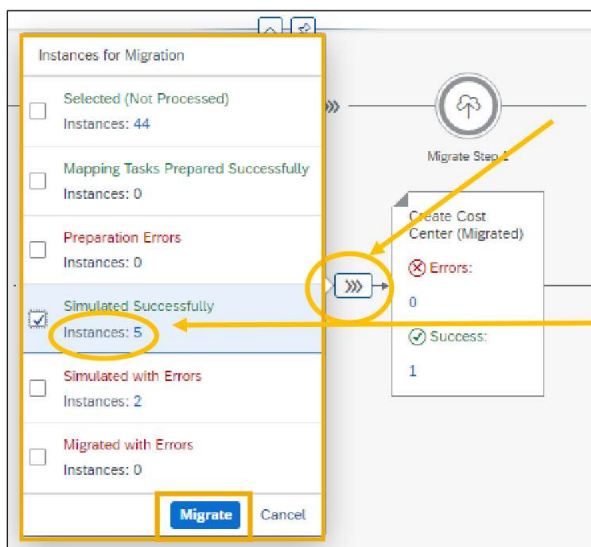 Instances for Migration
Selected (Not Processed)
Instances: 44
Mapping Tasks Prepared Successfully
Instances: 0
Preparation Errors
Instances: 0
Simulated Successfully
Instances: 5
Simulated with Errors
Instances: 2
Migrated with Errors
Instances: 0
Migrate
Cancel
Migrate Step
Create Cost
Center (Migrated)
Errors:
0
Success:
1